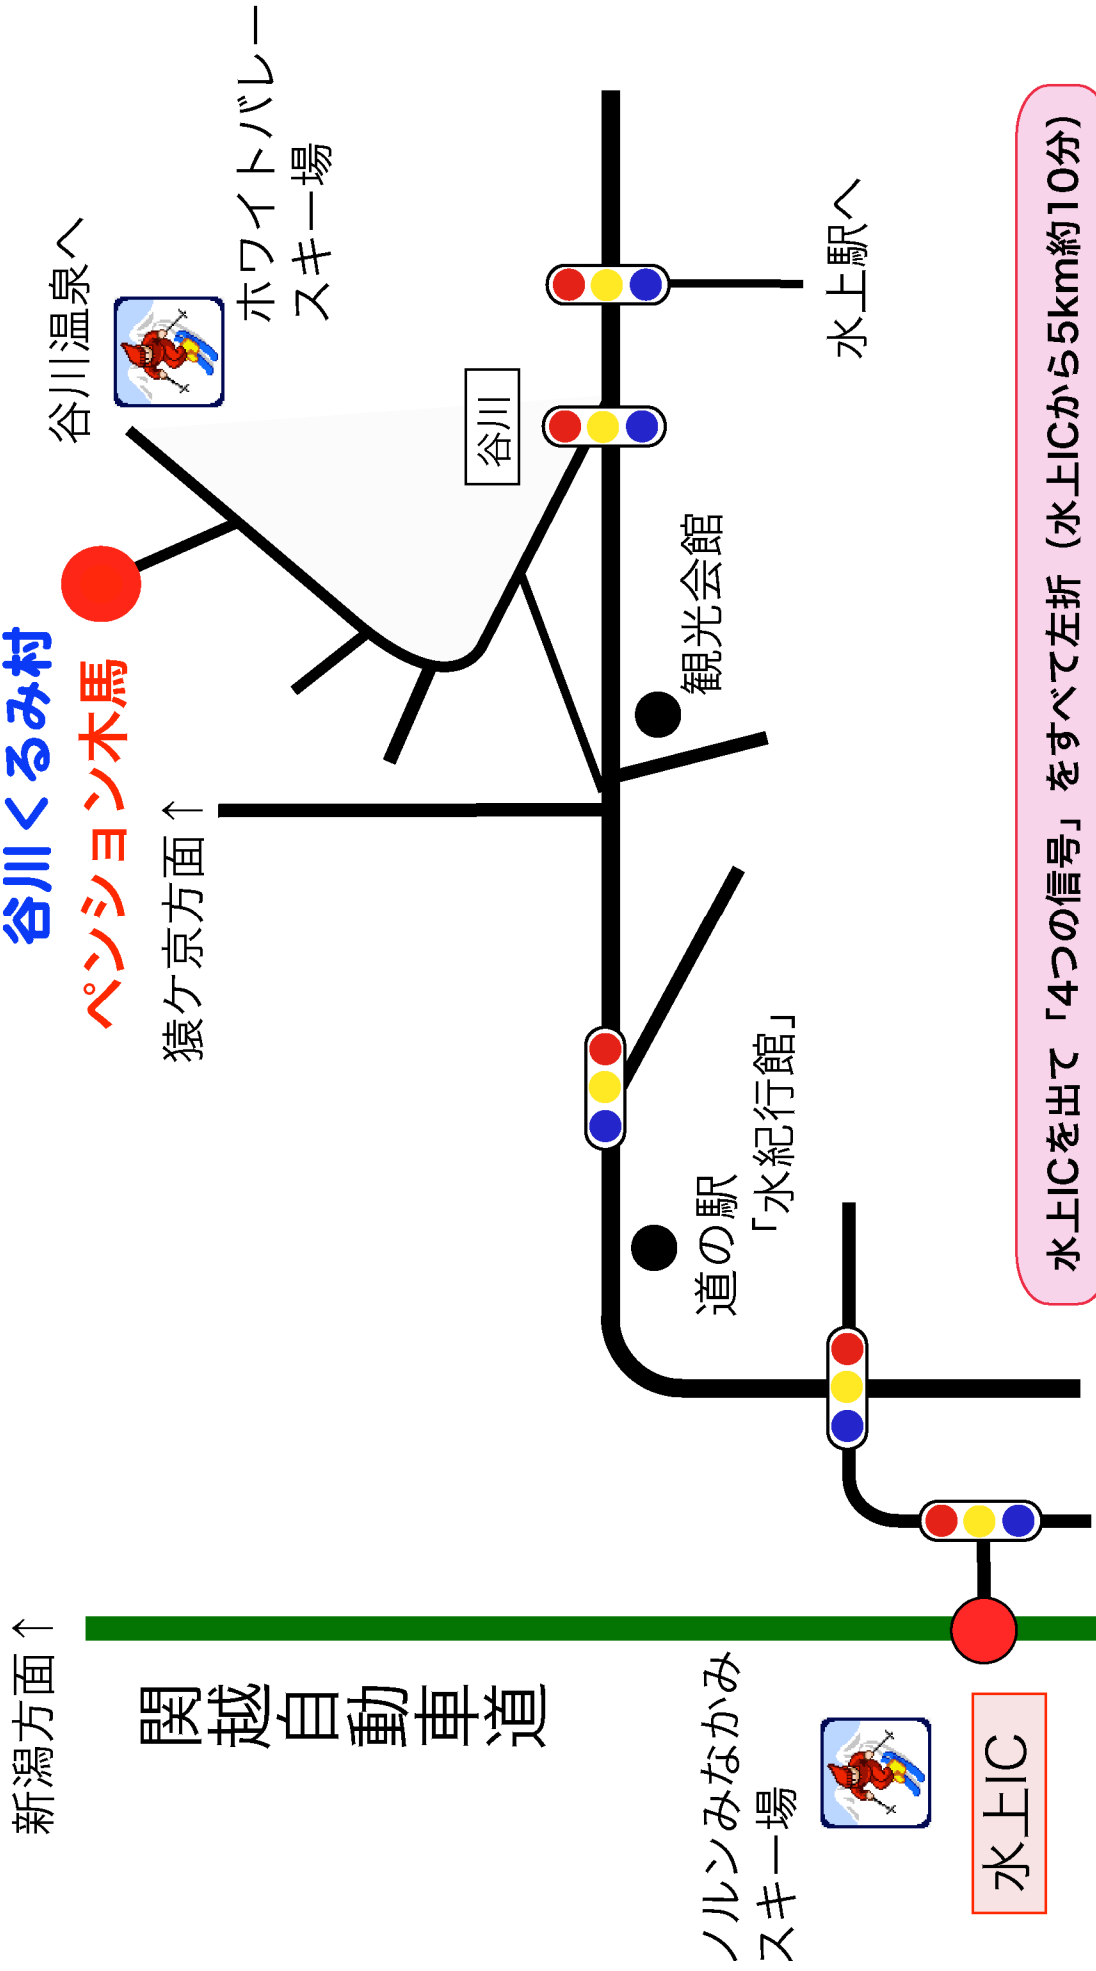 新潟方面↑
関越自動車道
ノルンみなかみ
スキー場
水上IC
谷川くるみ村
ペンション木馬
猿ケ京方面↑
道の駅
「水紀行館」
谷川温泉へ
ホワイトバレー
スキー場
谷川
観光会館
水上駅へ
水上ICを出て「4つの信号」をすべて左折（水上ICから5km約10分）